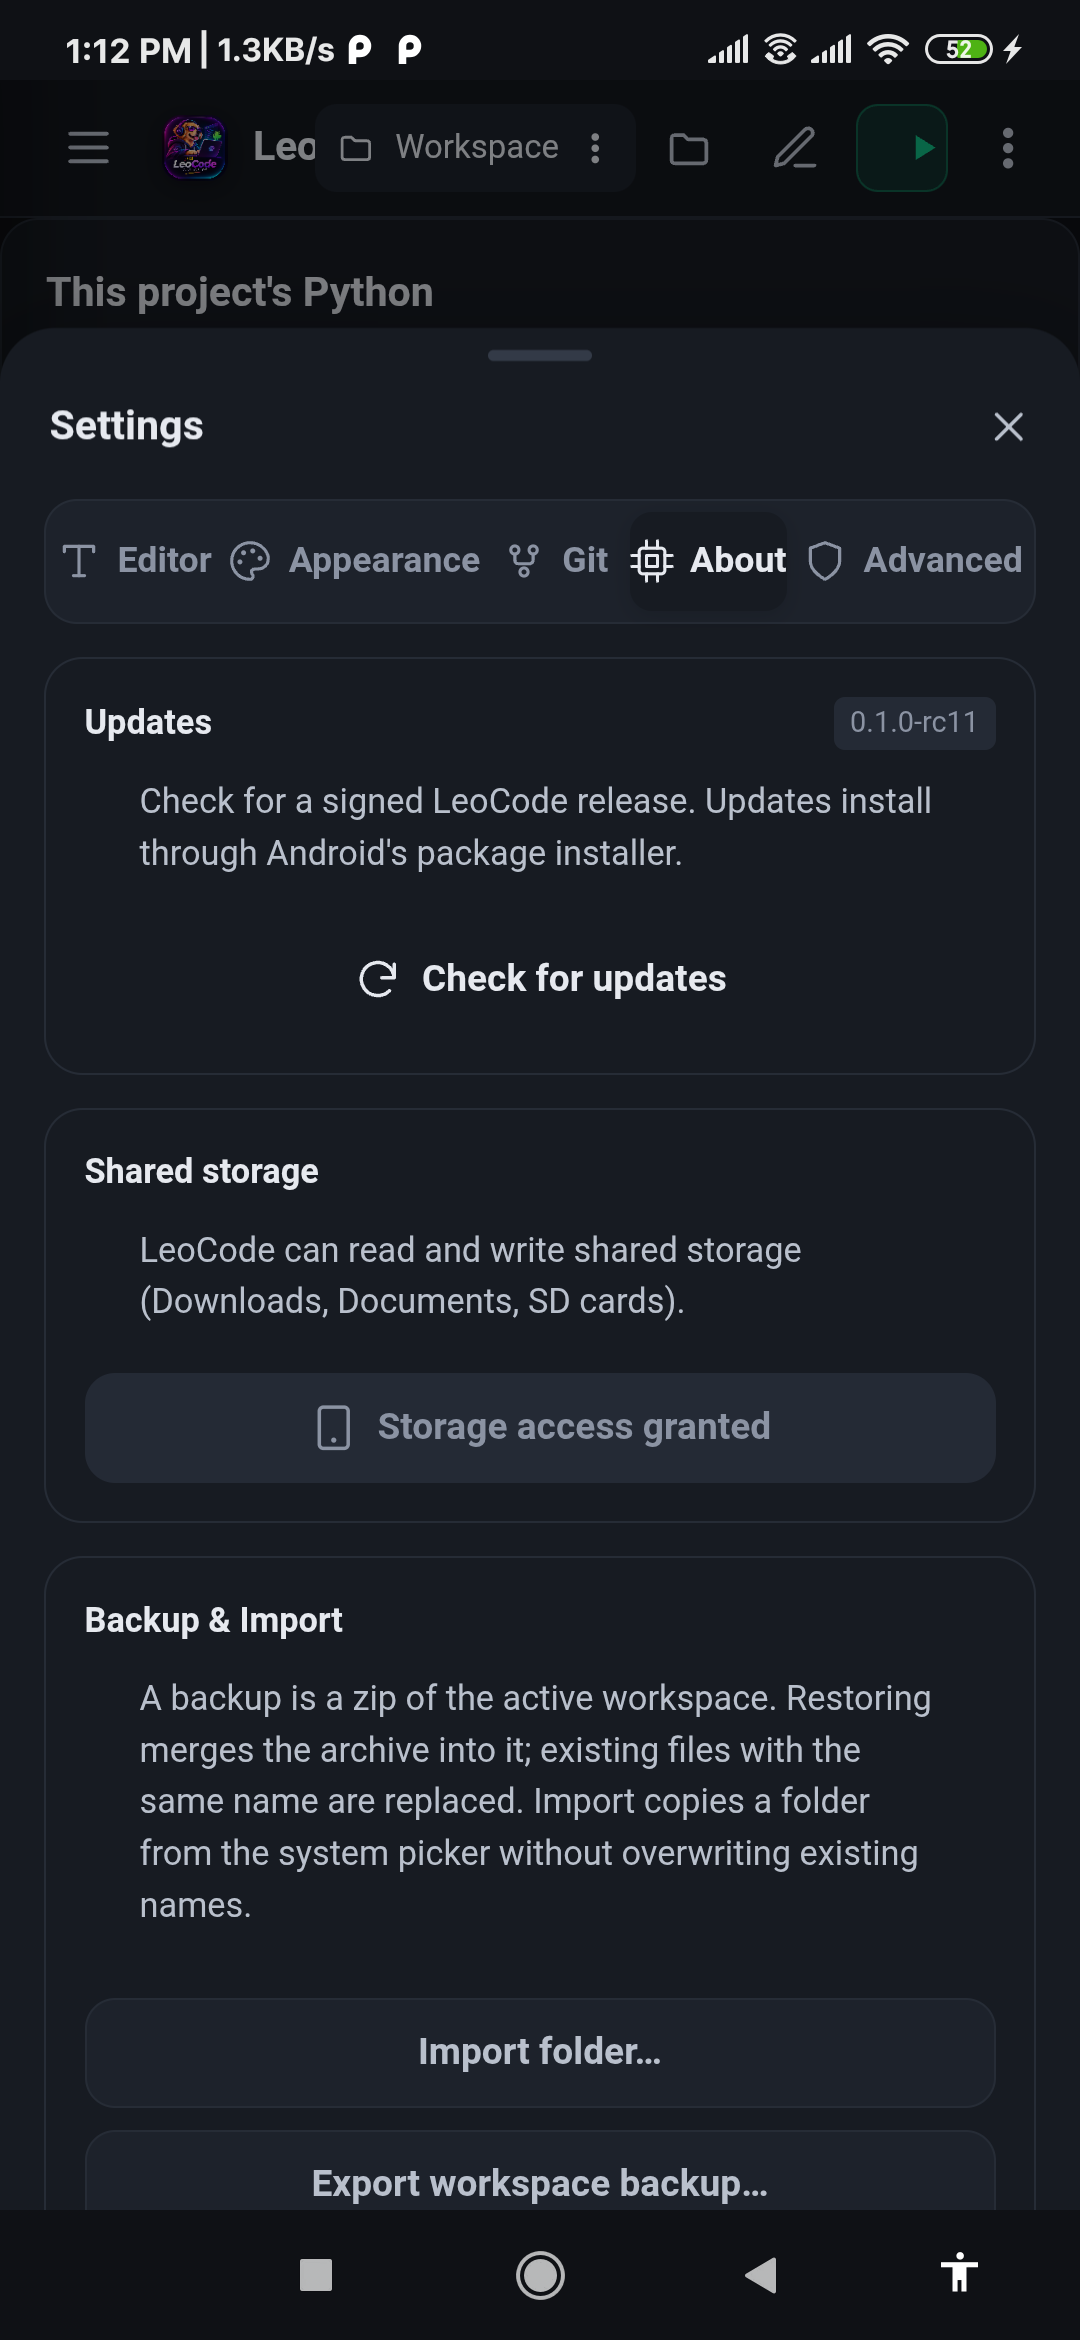 1:12 PM | 1.3KB/s
52
LeoCode
Leo
Workspace
This project's Python
Settings
Editor
Appearance
Git
About
Advanced
Updates
0.1.0-rc11
Check for a signed LeoCode release. Updates install
through Android's package installer.
Check for updates
Shared storage
LeoCode can read and write shared storage
(Downloads, Documents, SD cards).
Storage access granted
Backup & Import
A backup is a zip of the active workspace. Restoring
merges the archive into it; existing files with the
same name are replaced. Import copies a folder
from the system picker without overwriting existing
names.
Import folder…
Export workspace backup…